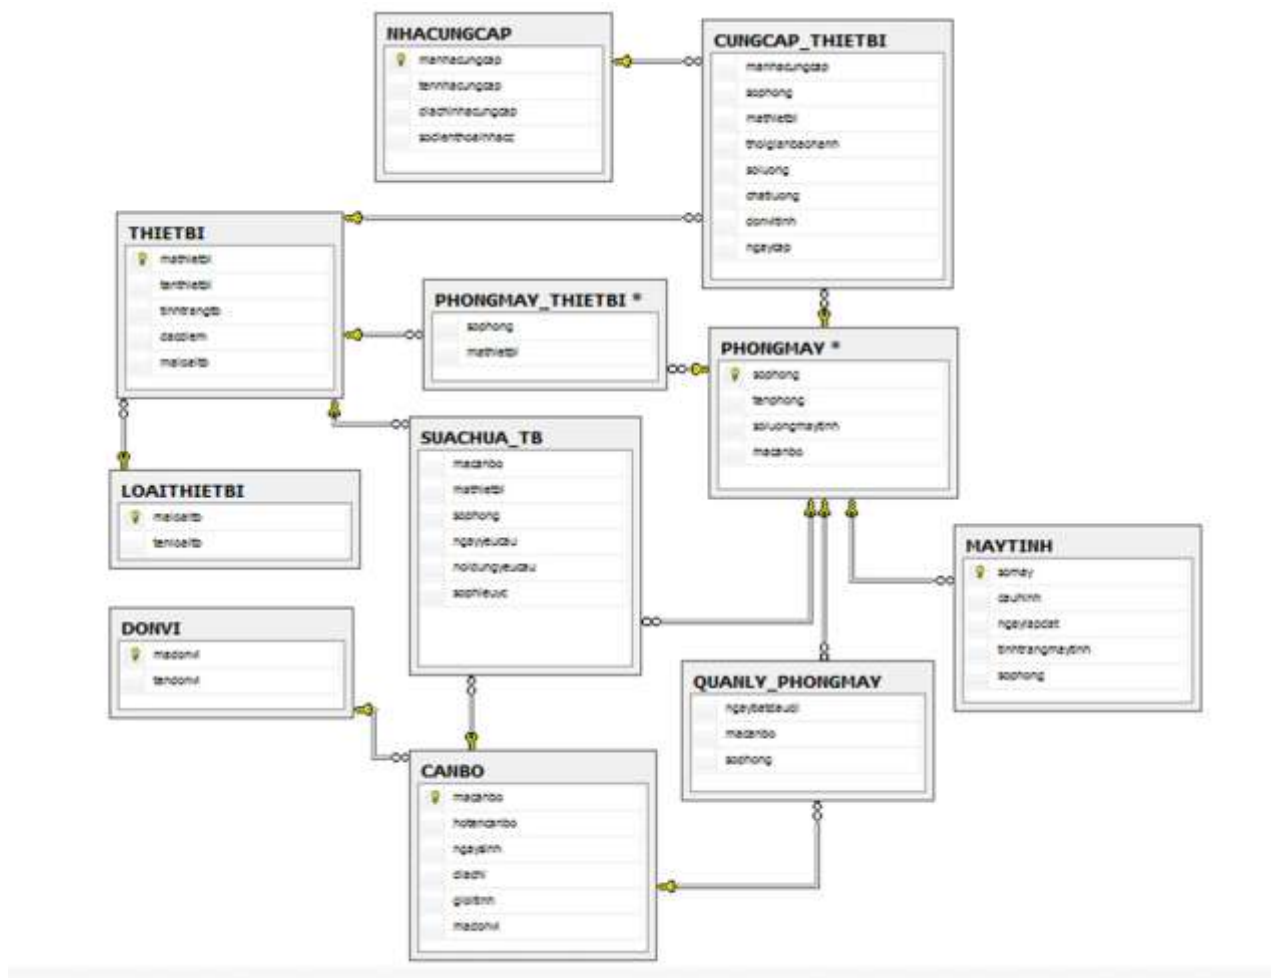 NHACUNGCAP
manhacungcap
tennhacungcap
diachinhacungcap
sodienthoainhacc
CUNGCAP_THIETBI
manhacungcap
sophong
mathietbi
thoigianbaohanh
soluong
chatluong
donvitinh
ngaycap
THIETBI
mathietbi
tenthietbi
tinhtrangtb
dacdiem
maloaitb
PHONGMAY_THIETBI *
sophong
mathietbi
PHONGMAY *
sophong
tenphong
soluongmaytinh
macanbo
SUACHUA_TB
macanbo
mathietbi
sophong
ngayyeucau
noidungyeucau
sophieuyc
LOAITHIETBI
maloaitb
tenloaitb
MAYTINH
somay
cauhinh
ngaylapdat
tinhtrangmaytinh
sophong
DONVI
madonvi
tendonvi
QUANLY_PHONGMAY
ngaybatdauql
macanbo
sophong
CANBO
macanbo
hotencanbo
ngaysinh
diachi
gioitinh
madonvi